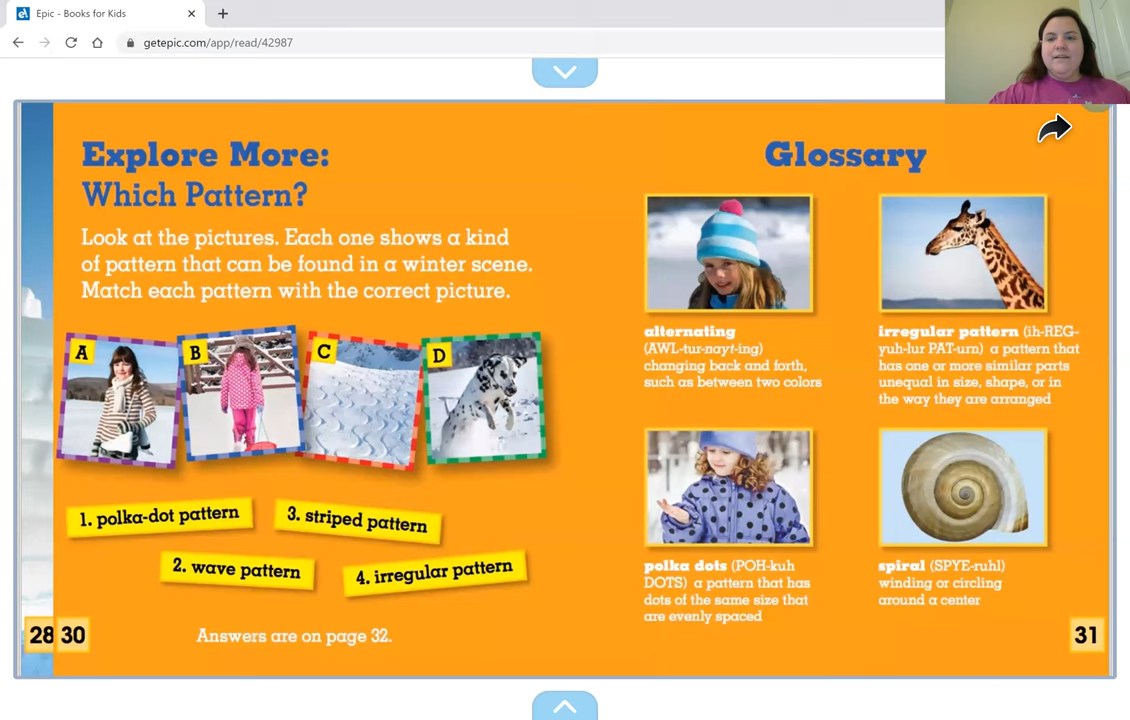 Epic - Books for Kids
getepic.com/app/read/42987
Explore More:
Which Pattern?
Look at the pictures. Each one shows a kind
of pattern that can be found in a winter scene.
Match each pattern with the correct picture.
A
B
C
D
1. polka-dot pattern
3. striped pattern
2. wave pattern
4. irregular pattern
Answers are on page 32.
28 30
Glossary
alternating
(AWL-tur-nayt-ing)
changing back and forth,
such as between two colors
irregular pattern (ih-REG-
yuh-lur PAT-urn) a pattern that
has one or more similar parts
unequal in size, shape, or in
the way they are arranged
polka dots (POH-kuh
DOTS) a pattern that has
dots of the same size that
are evenly spaced
spiral (SPYE-ruhl)
winding or circling
around a center
31